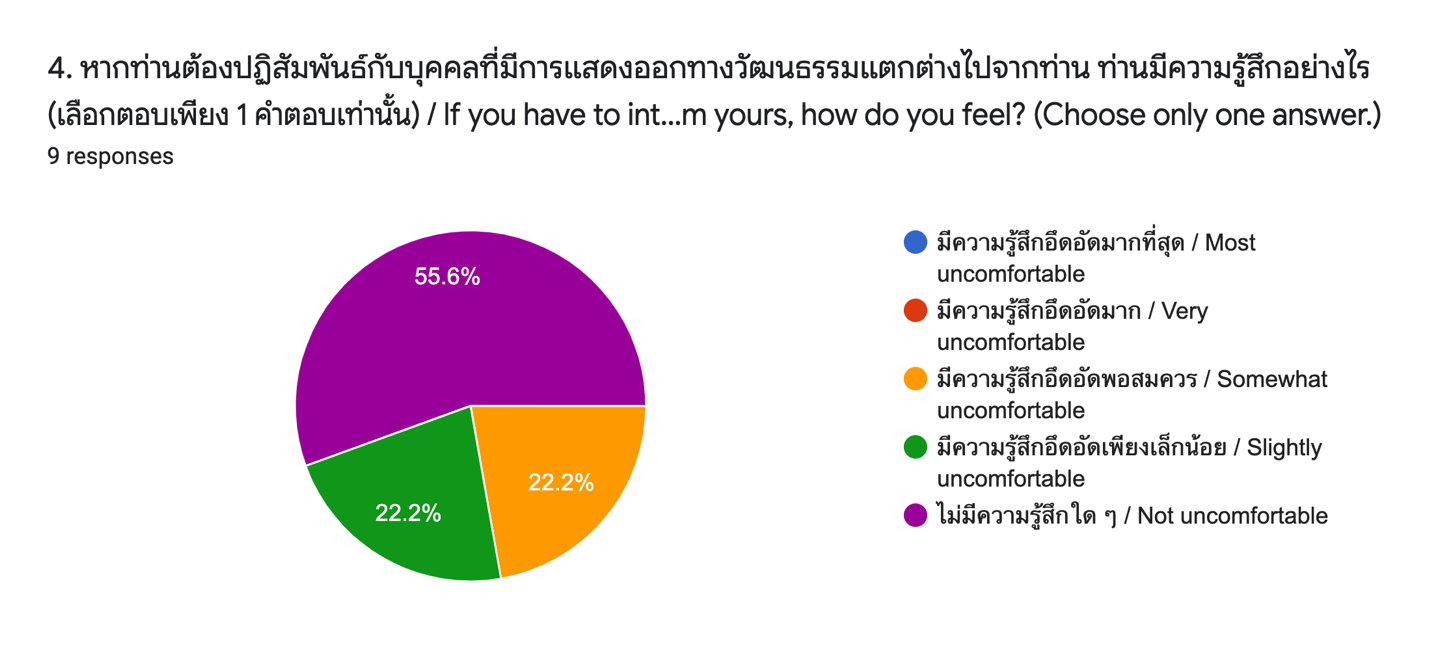 4. หากท่านต้องปฏิสัมพันธ์กับบุคคลที่มีการแสดงออกทางวัฒนธรรมแตกต่างไปจากท่าน ท่านมีความรู้สึกอย่างไร
(เลือกตอบเพียง 1 คำตอบเท่านั้น) / If you have to int...m yours, how do you feel? (Choose only one answer.)
9 responses
55.6%
22.2%
22.2%
มีความรู้สึกอึดอัดมากที่สุด / Most
uncomfortable
มีความรู้สึกอึดอัดมาก / Very
uncomfortable
มีความรู้สึกอึดอัดพอสมควร / Somewhat
uncomfortable
มีความรู้สึกอึดอัดเพียงเล็กน้อย / Slightly
uncomfortable
ไม่มีความรู้สึกใด ๆ / Not uncomfortable